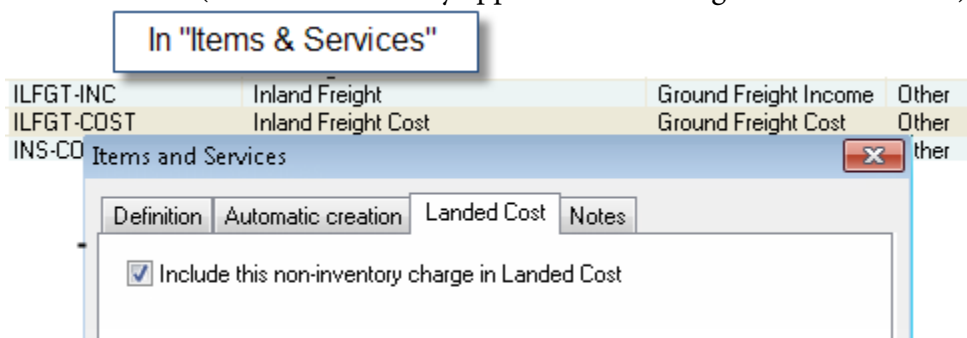 In "Items & Services"
ILFGT-INC Inland Freight Ground Freight Income Other
ILFGT-COST Inland Freight Cost Ground Freight Cost Other
INS-CO ther
Items and Services
Definition Automatic creation Landed Cost Notes
Include this non-inventory charge in Landed Cost